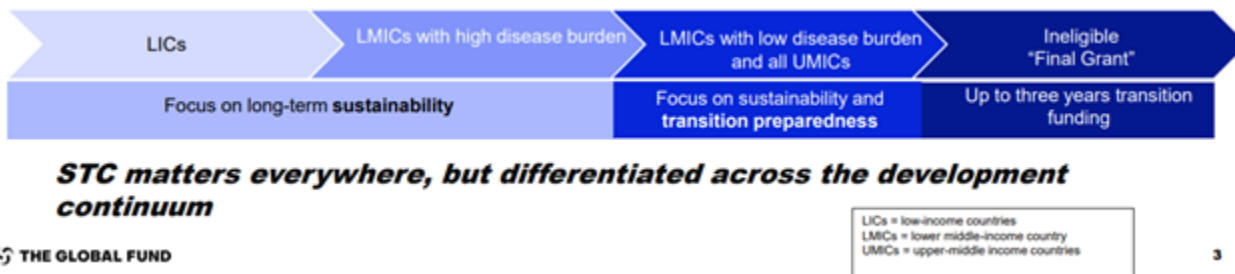 LICs
LMICs with high disease burden
LMICs with low disease burden
and all UMICs
Ineligible
“Final Grant”
Focus on long-term sustainability
Focus on sustainability and
transition preparedness
Up to three years transition
funding
STC matters everywhere, but differentiated across the development
continuum
LICs = low-income countries
LMICs = lower middle-income country
UMICs = upper-middle income countries
THE GLOBAL FUND
3